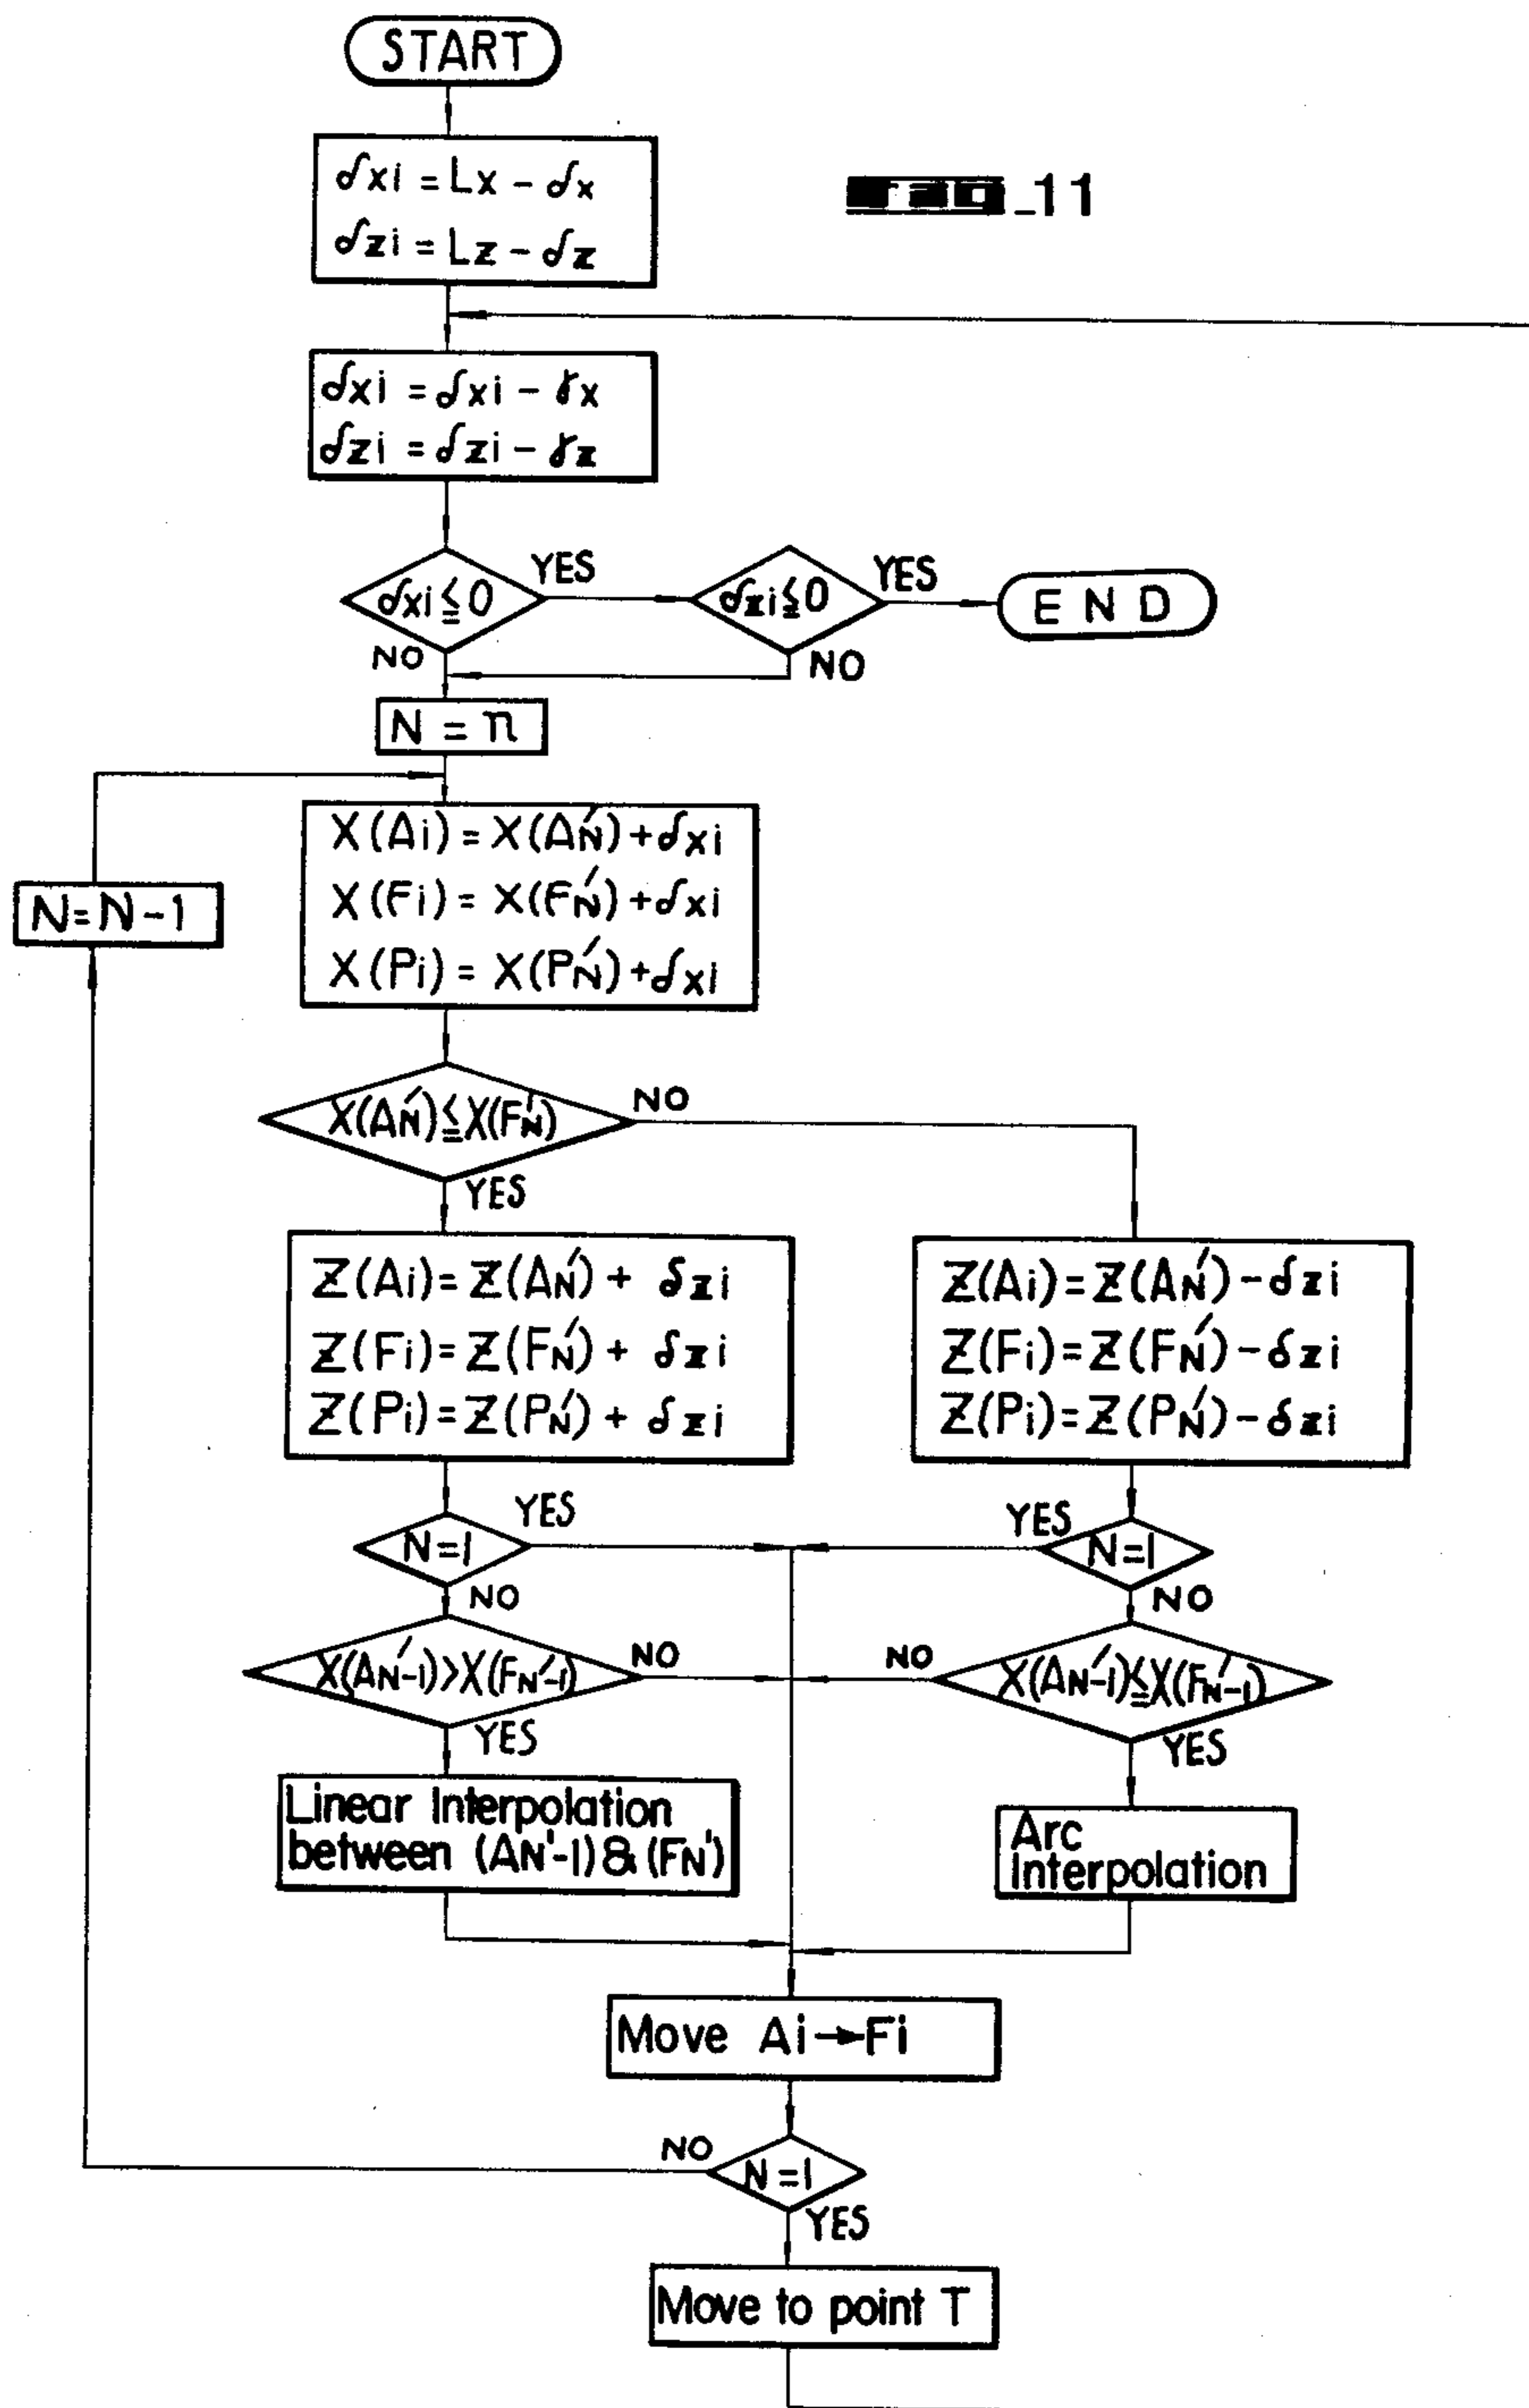 START
δxi = Lx - δx
δzi = Lz - δz
Fig_11
δxi = δxi - γx
δzi = δzi - γz
δxi ≦ 0
YES
δzi ≦ 0
YES
END
NO
NO
N = n
X(Ai) = X(AN') + δxi
X(Fi) = X(FN') + δxi
X(Pi) = X(PN') + δxi
N = N-1
X(AN') ≦ X(FN')
NO
YES
Z(Ai) = Z(AN') + δzi
Z(Fi) = Z(FN') + δzi
Z(Pi) = Z(PN') + δzi
Z(Ai) = Z(AN') - δzi
Z(Fi) = Z(FN') - δzi
Z(Pi) = Z(PN') - δzi
N=1
YES
YES
N=1
NO
NO
X(AN'-1) > X(FN'-1)
NO
NO
X(AN'-1) ≦ X(FN'-1)
YES
YES
Linear Interpolation
between (AN'-1) & (FN')
Arc
Interpolation
Move Ai→Fi
NO
N=1
YES
Move to point T